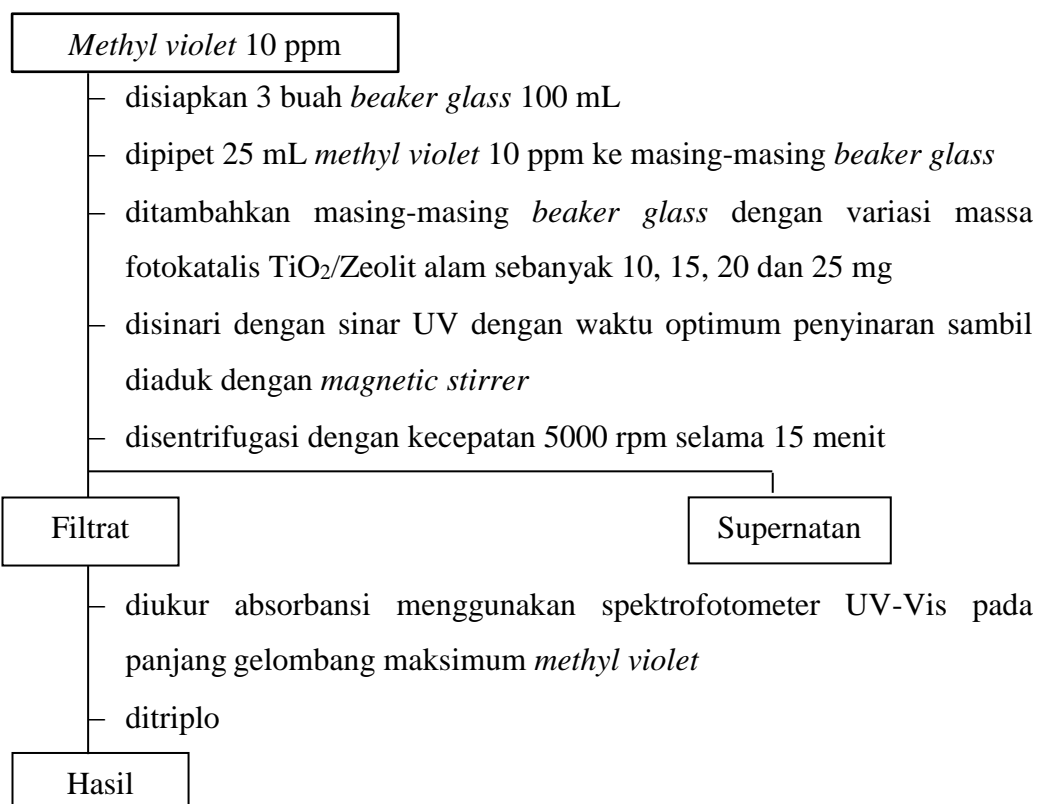 Methyl violet 10 ppm
– disiapkan 3 buah beaker glass 100 mL
– dipipet 25 mL methyl violet 10 ppm ke masing-masing beaker glass
– ditambahkan masing-masing beaker glass dengan variasi massa
fotokatalis TiO₂/Zeolit alam sebanyak 10, 15, 20 dan 25 mg
– disinari dengan sinar UV dengan waktu optimum penyinaran sambil
diaduk dengan magnetic stirrer
– disentrifugasi dengan kecepatan 5000 rpm selama 15 menit
Filtrat Supernatan
– diukur absorbansi menggunakan spektrofotometer UV-Vis pada
panjang gelombang maksimum methyl violet
– ditriplo
Hasil